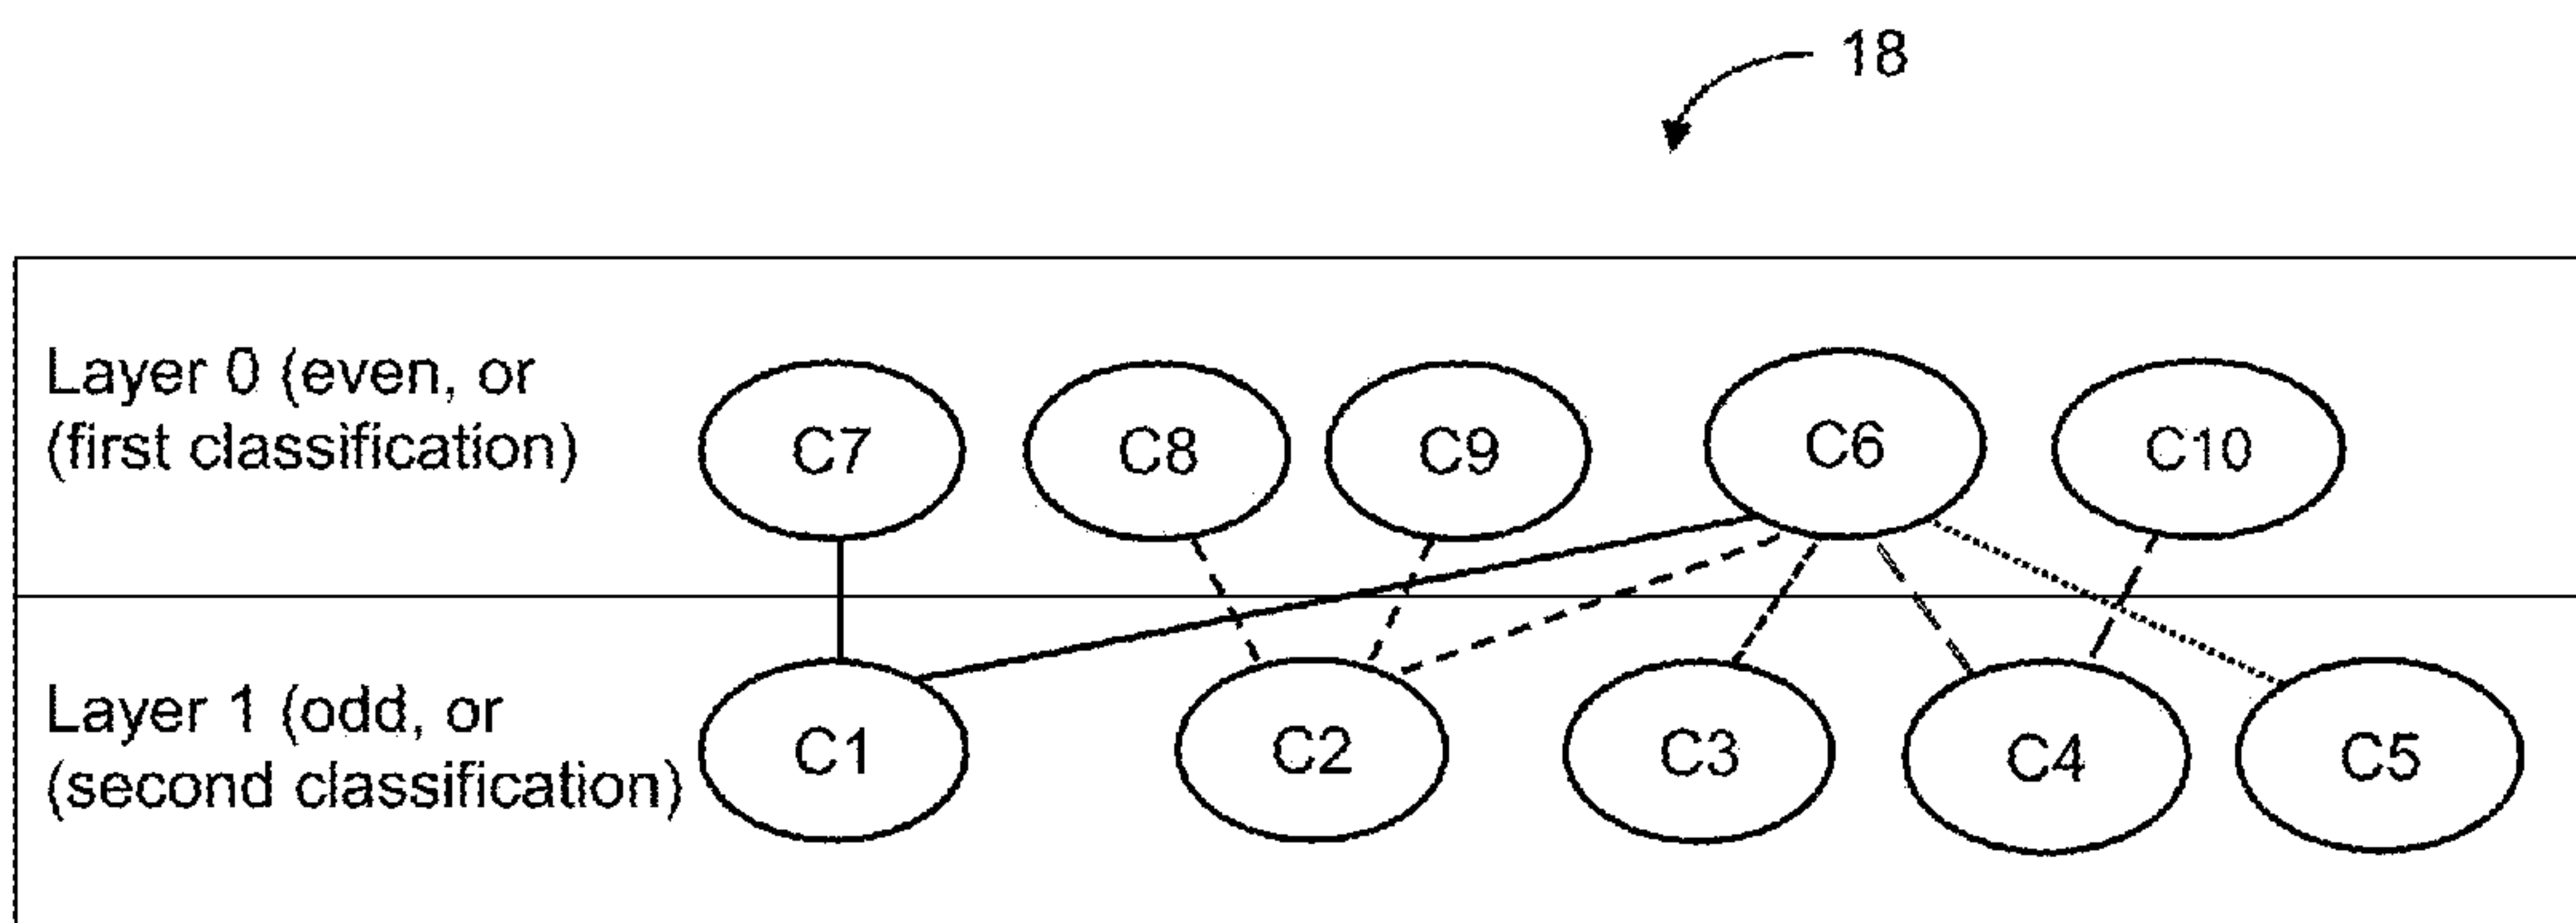 18
Layer 0 (even, or
(first classification)
C7
C8
C9
C6
C10
Layer 1 (odd, or
(second classification)
C1
C2
C3
C4
C5